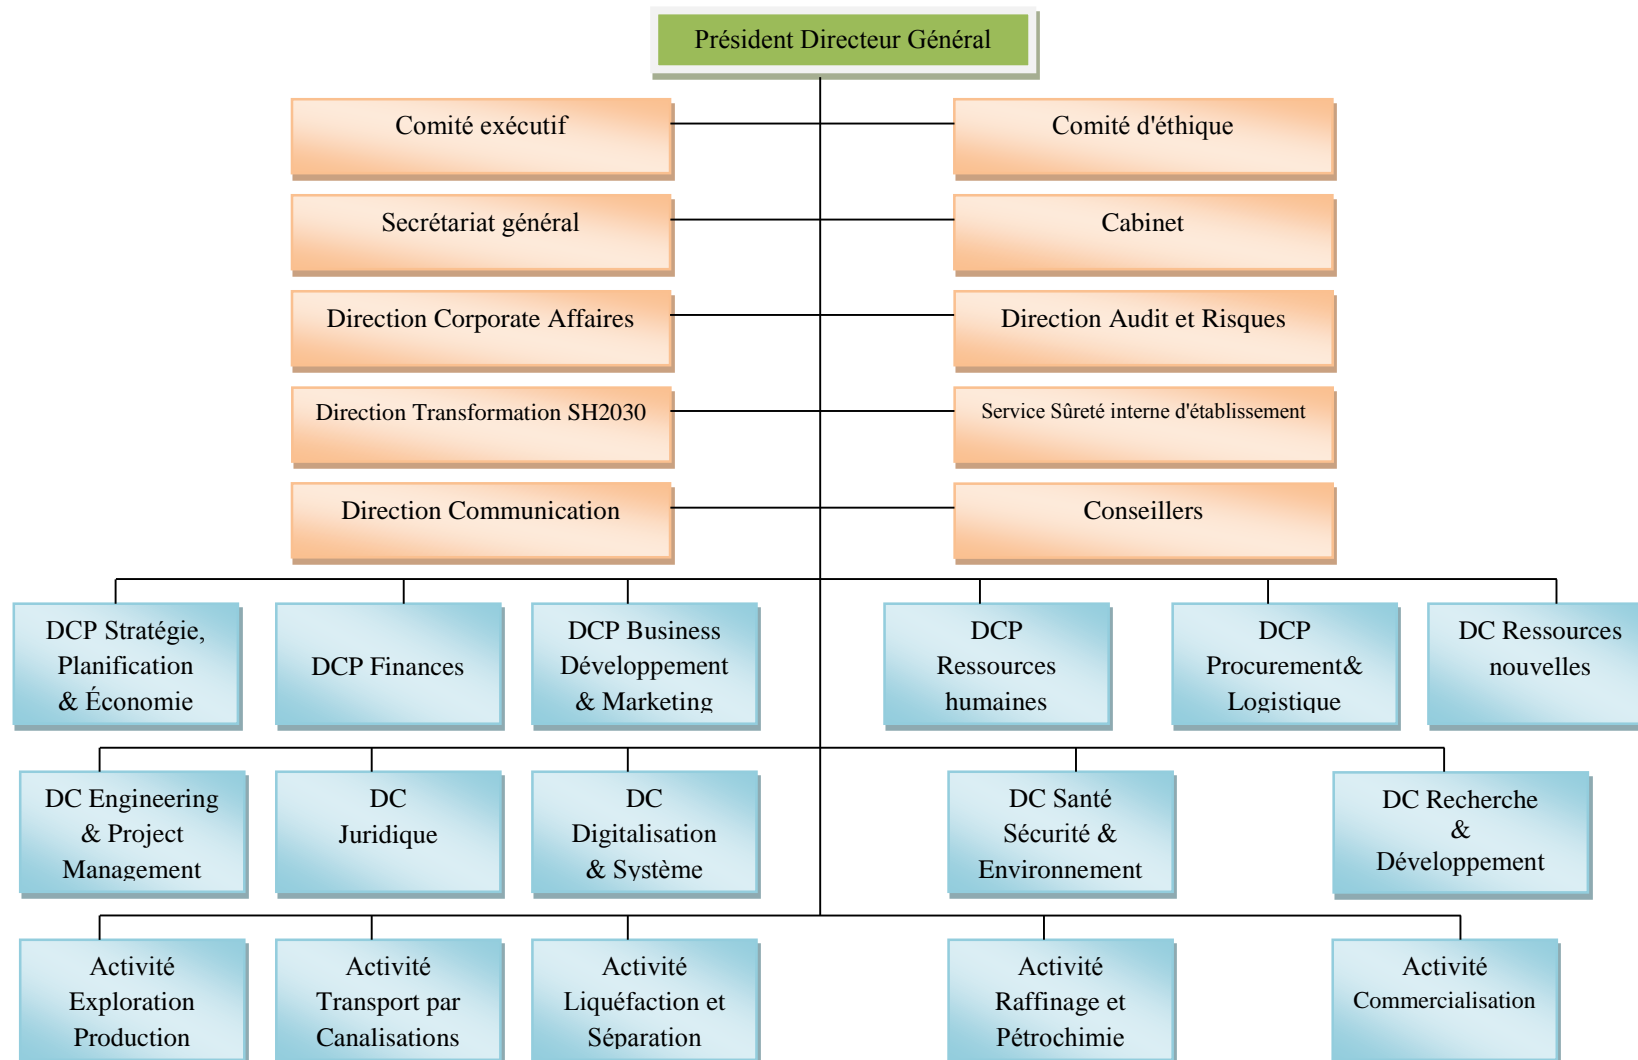 Président Directeur Général
Comité exécutif
Comité d'éthique
Secrétariat général
Cabinet
Direction Corporate Affaires
Direction Audit et Risques
Direction Transformation SH2030
Service Sûreté interne d'établissement
Direction Communication
Conseillers
DCP Stratégie,
Planification
& Économie
DCP Finances
DCP Business
Développement
& Marketing
DCP
Ressources
humaines
DCP
Procurement&
Logistique
DC Ressources
nouvelles
DC Engineering
& Project
Management
DC
Juridique
DC
Digitalisation
& Système
DC Santé
Sécurité &
Environnement
DC Recherche
&
Développement
Activité
Exploration
Production
Activité
Transport par
Canalisations
Activité
Liquéfaction et
Séparation
Activité
Raffinage et
Pétrochimie
Activité
Commercialisation